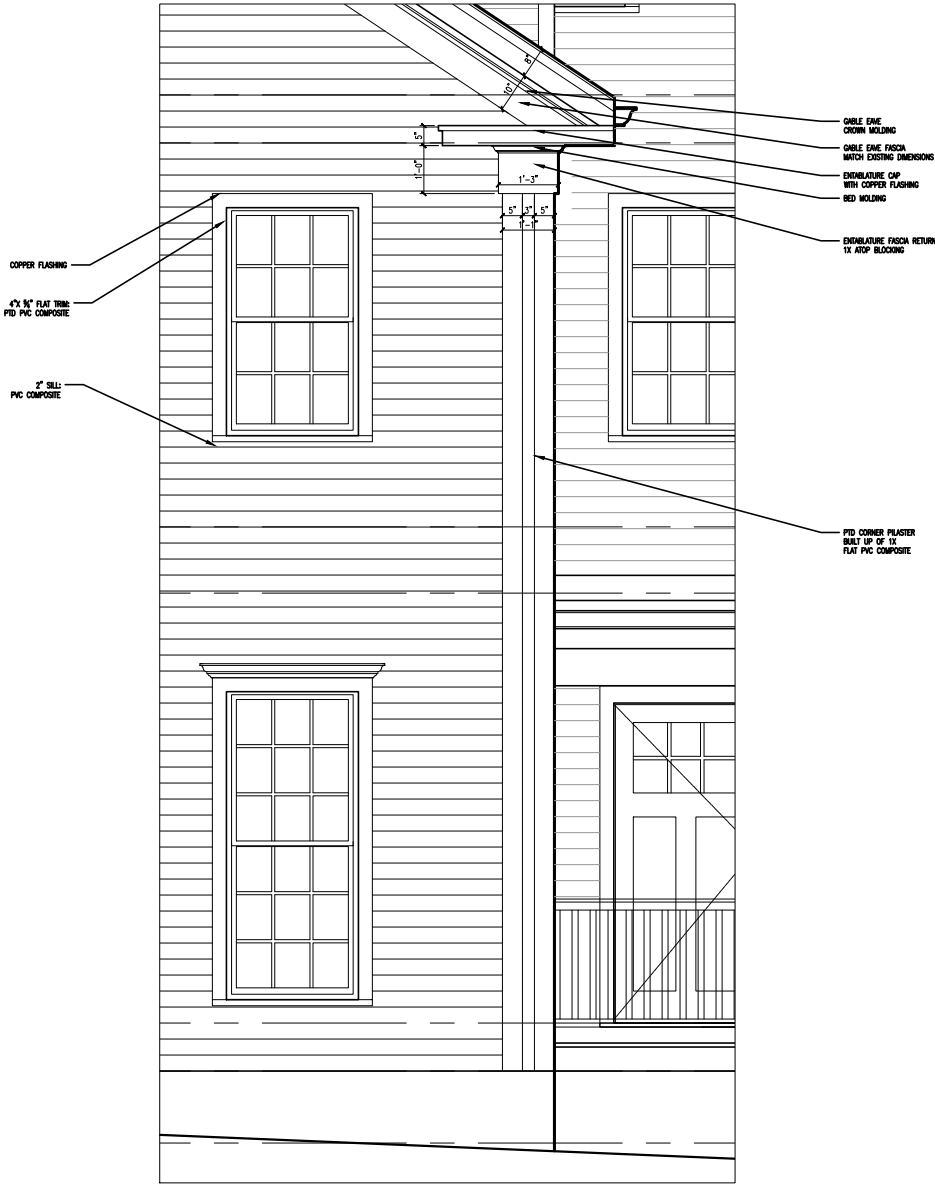 8"
10"
GABLE EAVE
CROWN MOLDING
5"
GABLE EAVE FASCIA
MATCH EXISTING DIMENSIONS
1'-0"
ENTABLATURE CAP
WITH COPPER FLASHING
1'-3"
BED MOLDING
5" 3" 5"
1'-1"
ENTABLATURE FASCIA RETURN
1X ATOP BLOCKING
COPPER FLASHING
4"X ¾" FLAT TRIM:
PTD PVC COMPOSITE
2" SILL:
PVC COMPOSITE
PTD CORNER PILASTER
BUILT UP OF 1X
FLAT PVC COMPOSITE